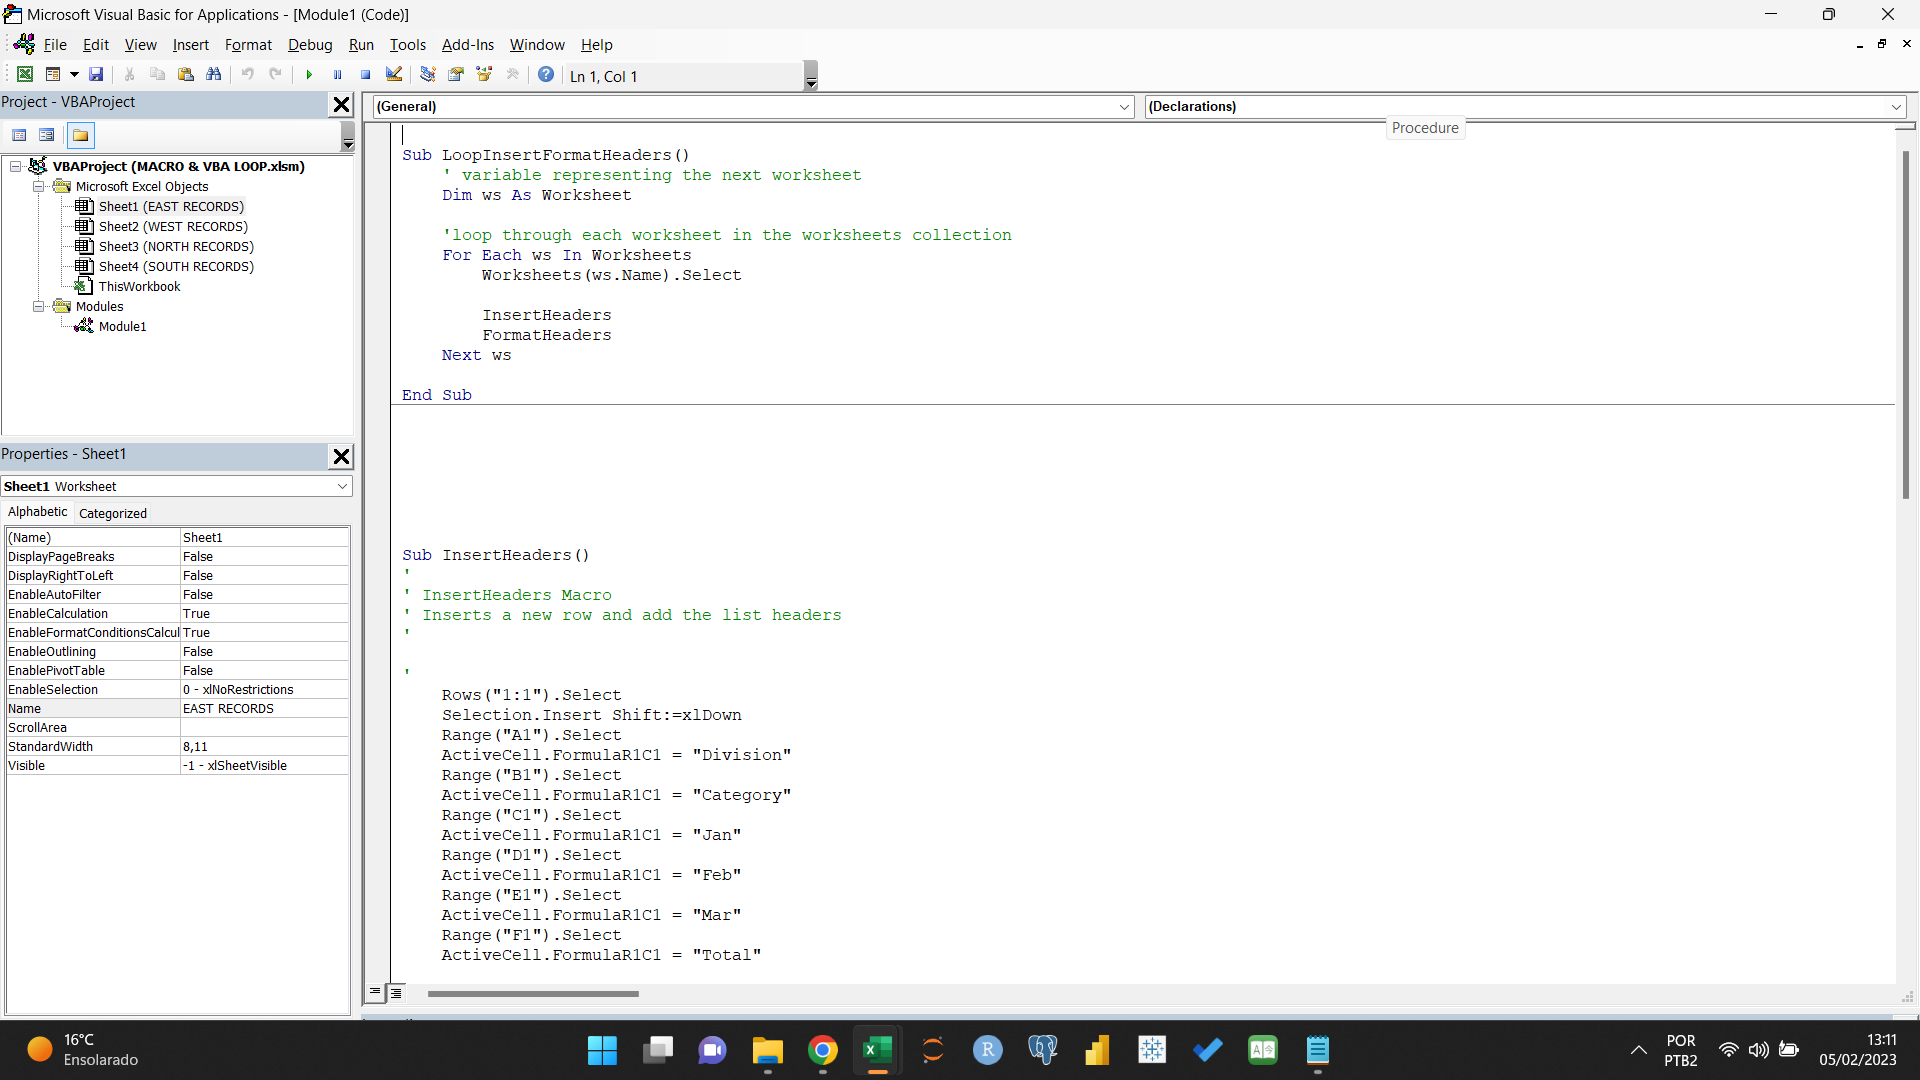 Microsoft Visual Basic for Applications - [Module1 (Code)]
File Edit View Insert Format Debug Run Tools Add-Ins Window Help
Ln 1, Col 1
Project - VBAProject
(General)
(Declarations)
Procedure
VBAProject (MACRO & VBA LOOP.xlsm)
Microsoft Excel Objects
Sheet1 (EAST RECORDS)
Sheet2 (WEST RECORDS)
Sheet3 (NORTH RECORDS)
Sheet4 (SOUTH RECORDS)
ThisWorkbook
Modules
Module1
Properties - Sheet1
Sheet1 Worksheet
Alphabetic Categorized
(Name) Sheet1
DisplayPageBreaks False
DisplayRightToLeft False
EnableAutoFilter False
EnableCalculation True
EnableFormatConditionsCalcul True
EnableOutlining False
EnablePivotTable False
EnableSelection 0 - xlNoRestrictions
Name EAST RECORDS
ScrollArea
StandardWidth 8,11
Visible -1 - xlSheetVisible
Sub LoopInsertFormatHeaders()
' variable representing the next worksheet
Dim ws As Worksheet
'loop through each worksheet in the worksheets collection
For Each ws In Worksheets
Worksheets(ws.Name).Select
InsertHeaders
FormatHeaders
Next ws
End Sub
Sub InsertHeaders()
'
' InsertHeaders Macro
' Inserts a new row and add the list headers
'
'
Rows("1:1").Select
Selection.Insert Shift:=xlDown
Range("A1").Select
ActiveCell.FormulaR1C1 = "Division"
Range("B1").Select
ActiveCell.FormulaR1C1 = "Category"
Range("C1").Select
ActiveCell.FormulaR1C1 = "Jan"
Range("D1").Select
ActiveCell.FormulaR1C1 = "Feb"
Range("E1").Select
ActiveCell.FormulaR1C1 = "Mar"
Range("F1").Select
ActiveCell.FormulaR1C1 = "Total"
16°C
Ensolarado
R
POR
PTB2
13:11
05/02/2023